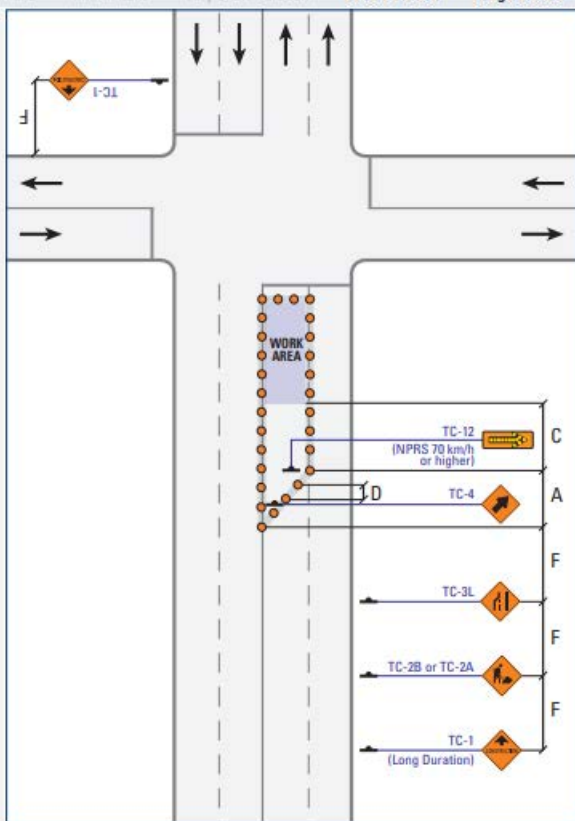 TC-1
F
WORK
AREA
TC-12
(NPRS 70 km/h
or higher)
C
D
TC-4
A
F
TC-3L
F
TC-2B or TC-2A
F
TC-1
(Long Duration)